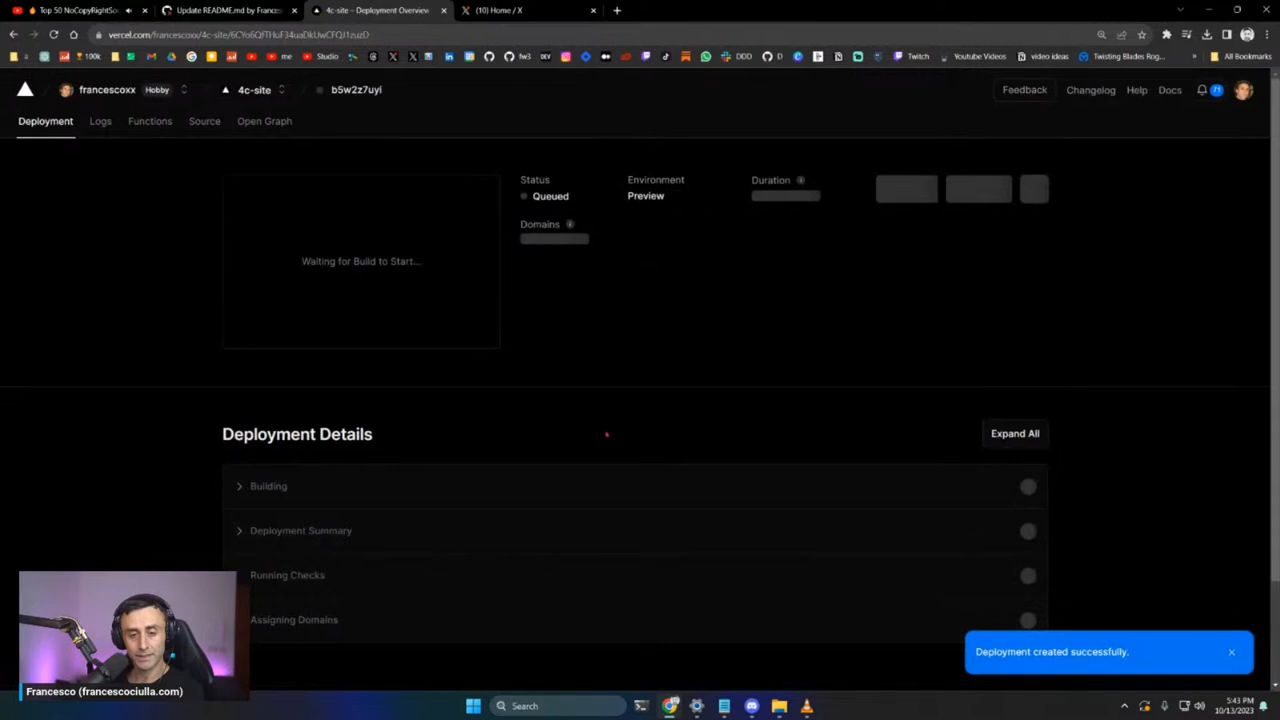 Top 50 NoCopyRightSo
Update README.md by Frances
4c-site – Deployment Overview
(10) Home / X
vercel.com/francescoxx/4c-site/6CYo6QfTHuF34uaDkUwCFQJ1zuzD
100k
me
Studio
fw3
DDD
D
Twitch
Youtube Videos
video ideas
Twisting Blades Rog...
All Bookmarks
francescoxx
Hobby
4c-site
b5w2z7uyi
Feedback
Changelog
Help
Docs
71
Deployment
Logs
Functions
Source
Open Graph
Status
Environment
Duration
Queued
Preview
Domains
Waiting for Build to Start...
Deployment Details
Expand All
Building
Deployment Summary
Running Checks
Assigning Domains
Deployment created successfully.
Francesco (francescociulla.com)
Search
5:43 PM
10/13/2023